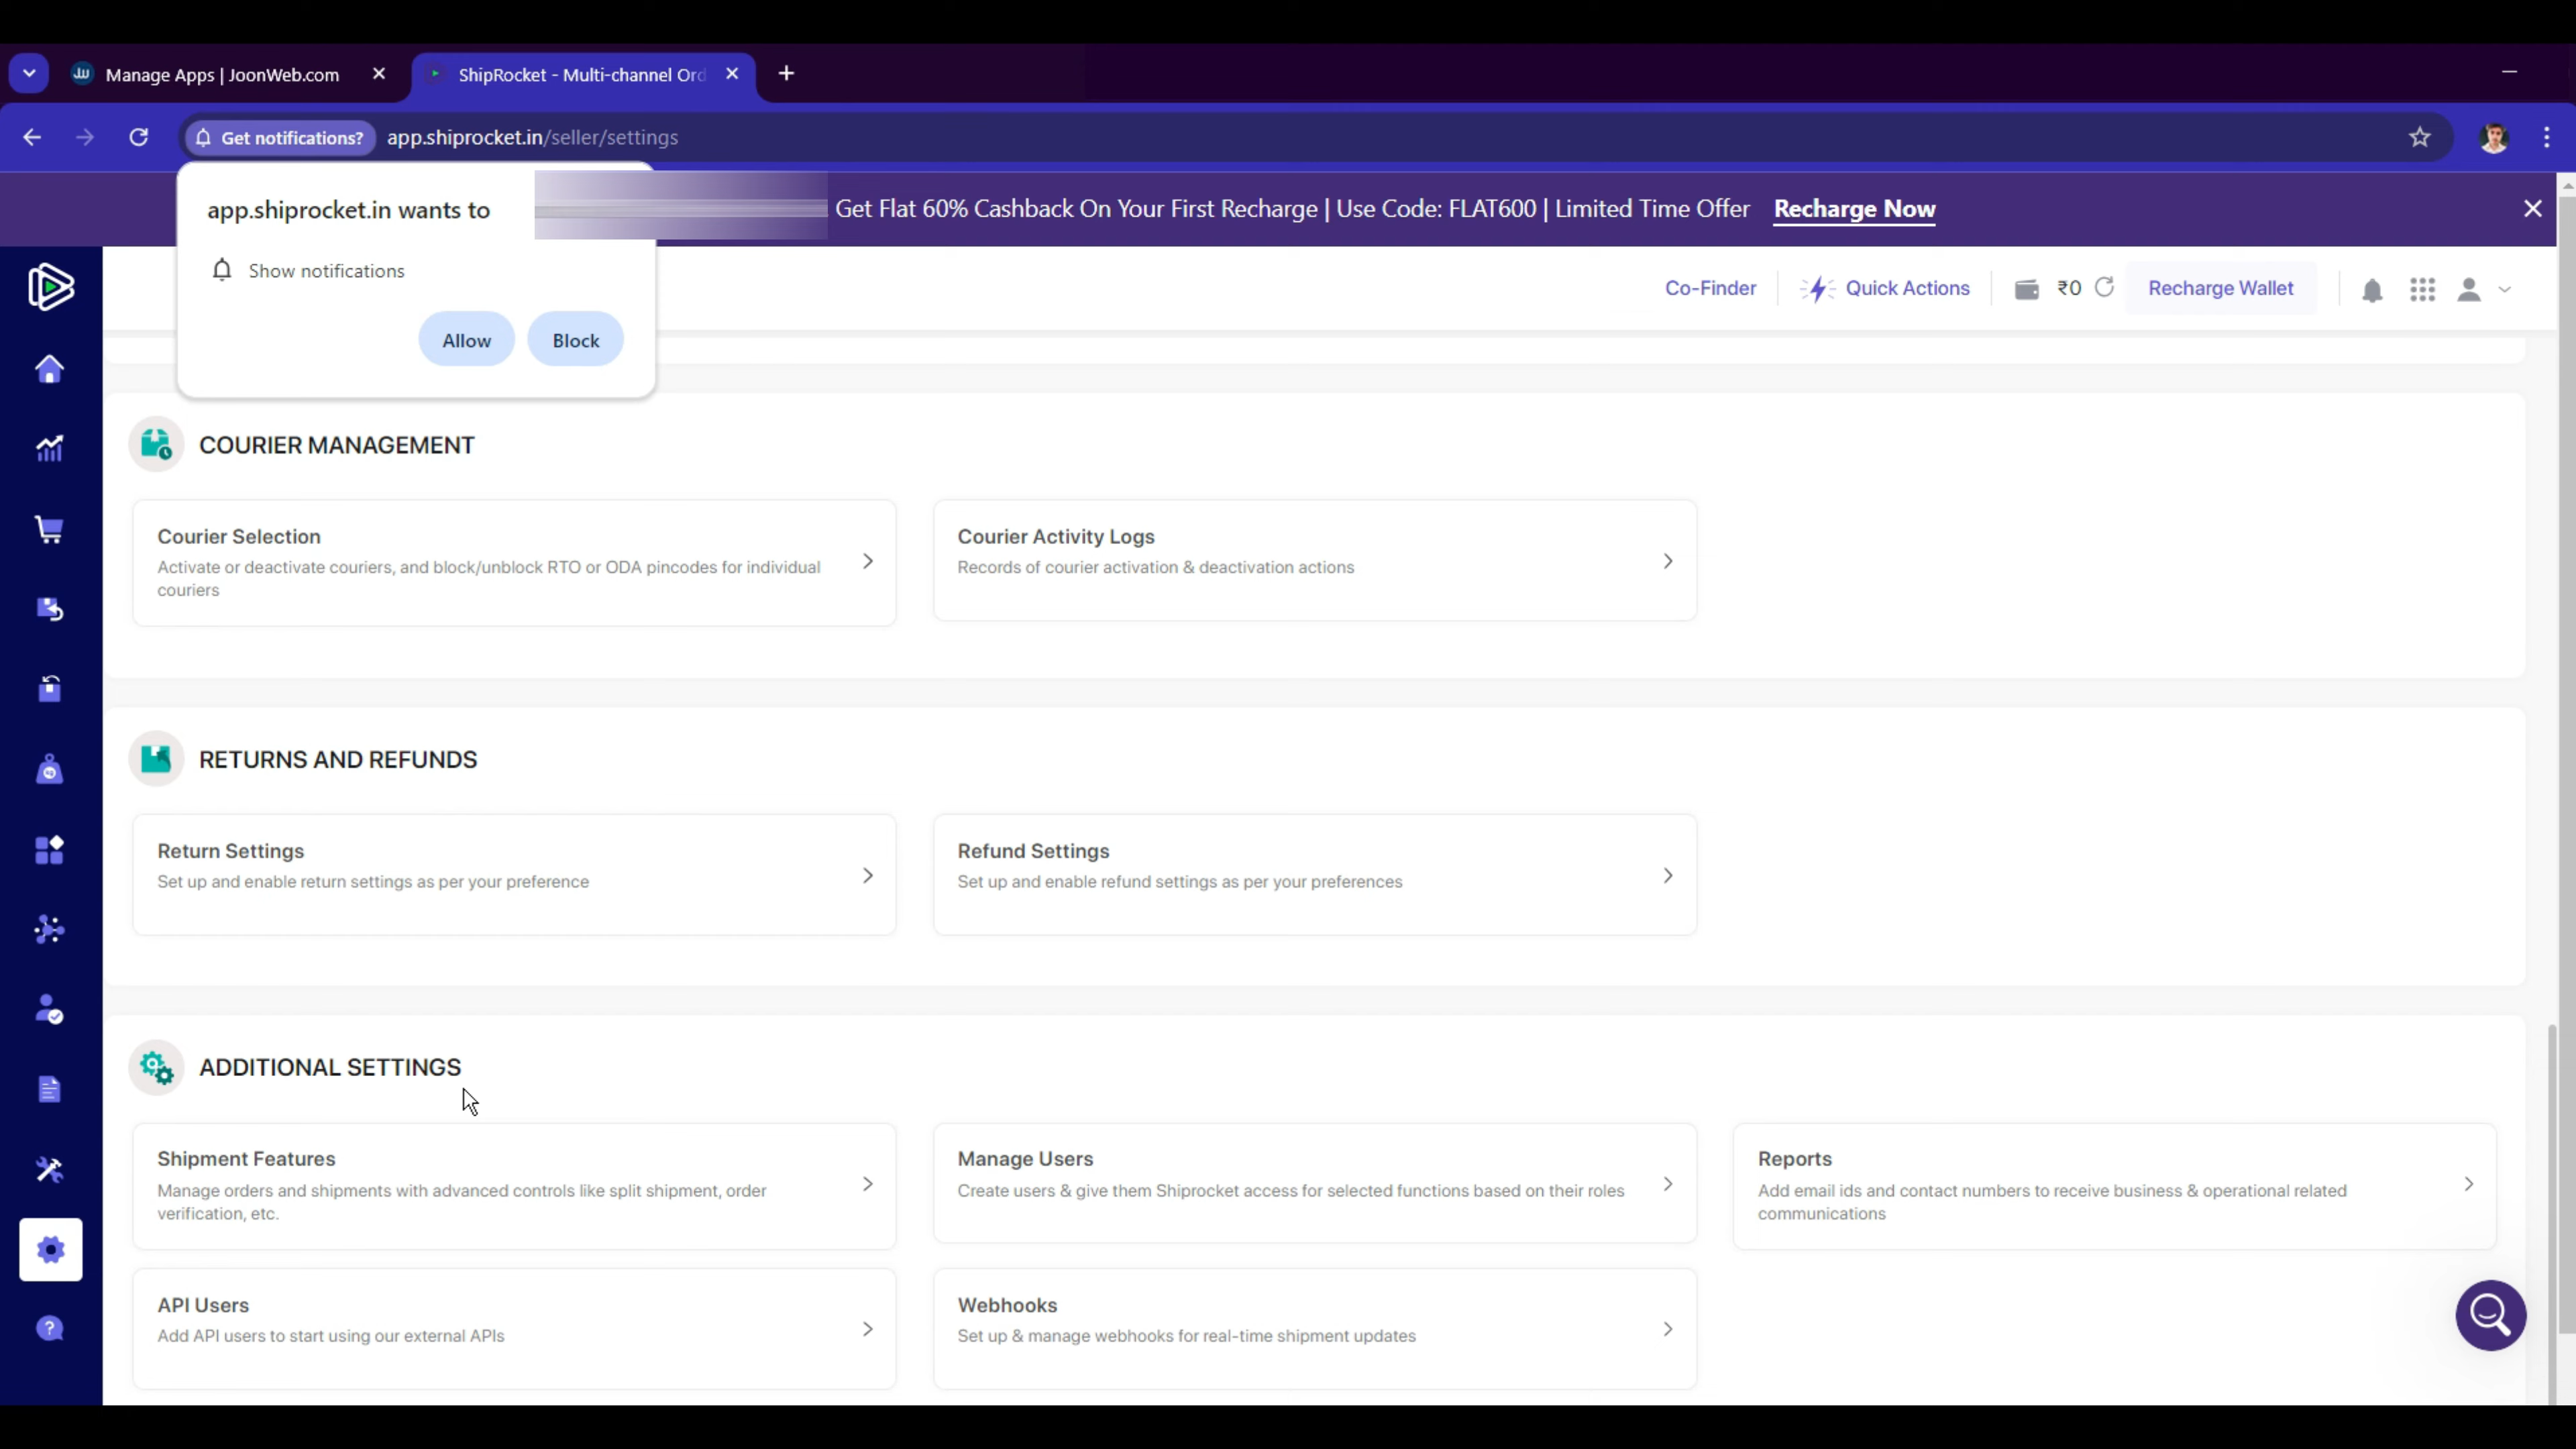 Manage Apps | JoonWeb.com
ShipRocket - Multi-channel Ord
Get notifications?
app.shiprocket.in/seller/settings
app.shiprocket.in wants to
Show notifications
Allow
Block
Get Flat 60% Cashback On Your First Recharge | Use Code: FLAT600 | Limited Time Offer Recharge Now
Co-Finder
Quick Actions
₹0
Recharge Wallet
COURIER MANAGEMENT
Courier Selection
Activate or deactivate couriers, and block/unblock RTO or ODA pincodes for individual
couriers
Courier Activity Logs
Records of courier activation & deactivation actions
RETURNS AND REFUNDS
Return Settings
Set up and enable return settings as per your preference
Refund Settings
Set up and enable refund settings as per your preferences
ADDITIONAL SETTINGS
Shipment Features
Manage orders and shipments with advanced controls like split shipment, order
verification, etc.
Manage Users
Create users & give them Shiprocket access for selected functions based on their roles
Reports
Add email ids and contact numbers to receive business & operational related
communications
API Users
Add API users to start using our external APIs
Webhooks
Set up & manage webhooks for real-time shipment updates